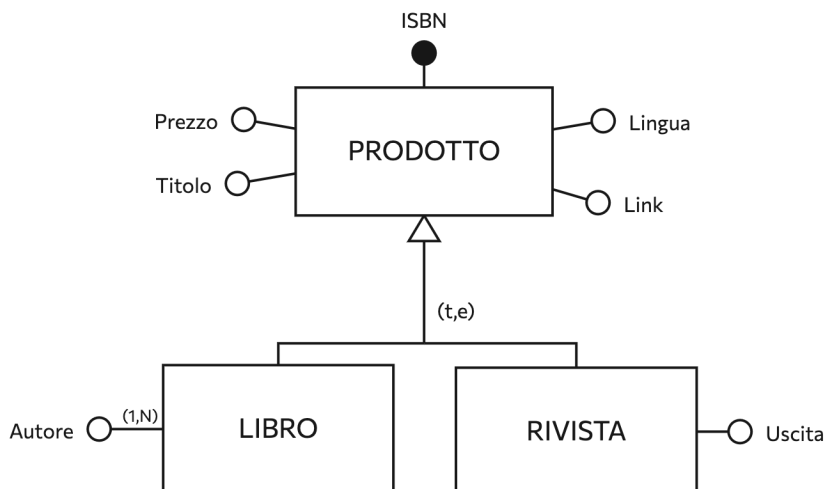 ISBN
Prezzo
Lingua
PRODOTTO
Titolo
Link
(t,e)
(1,N)
Autore
LIBRO
RIVISTA
Uscita